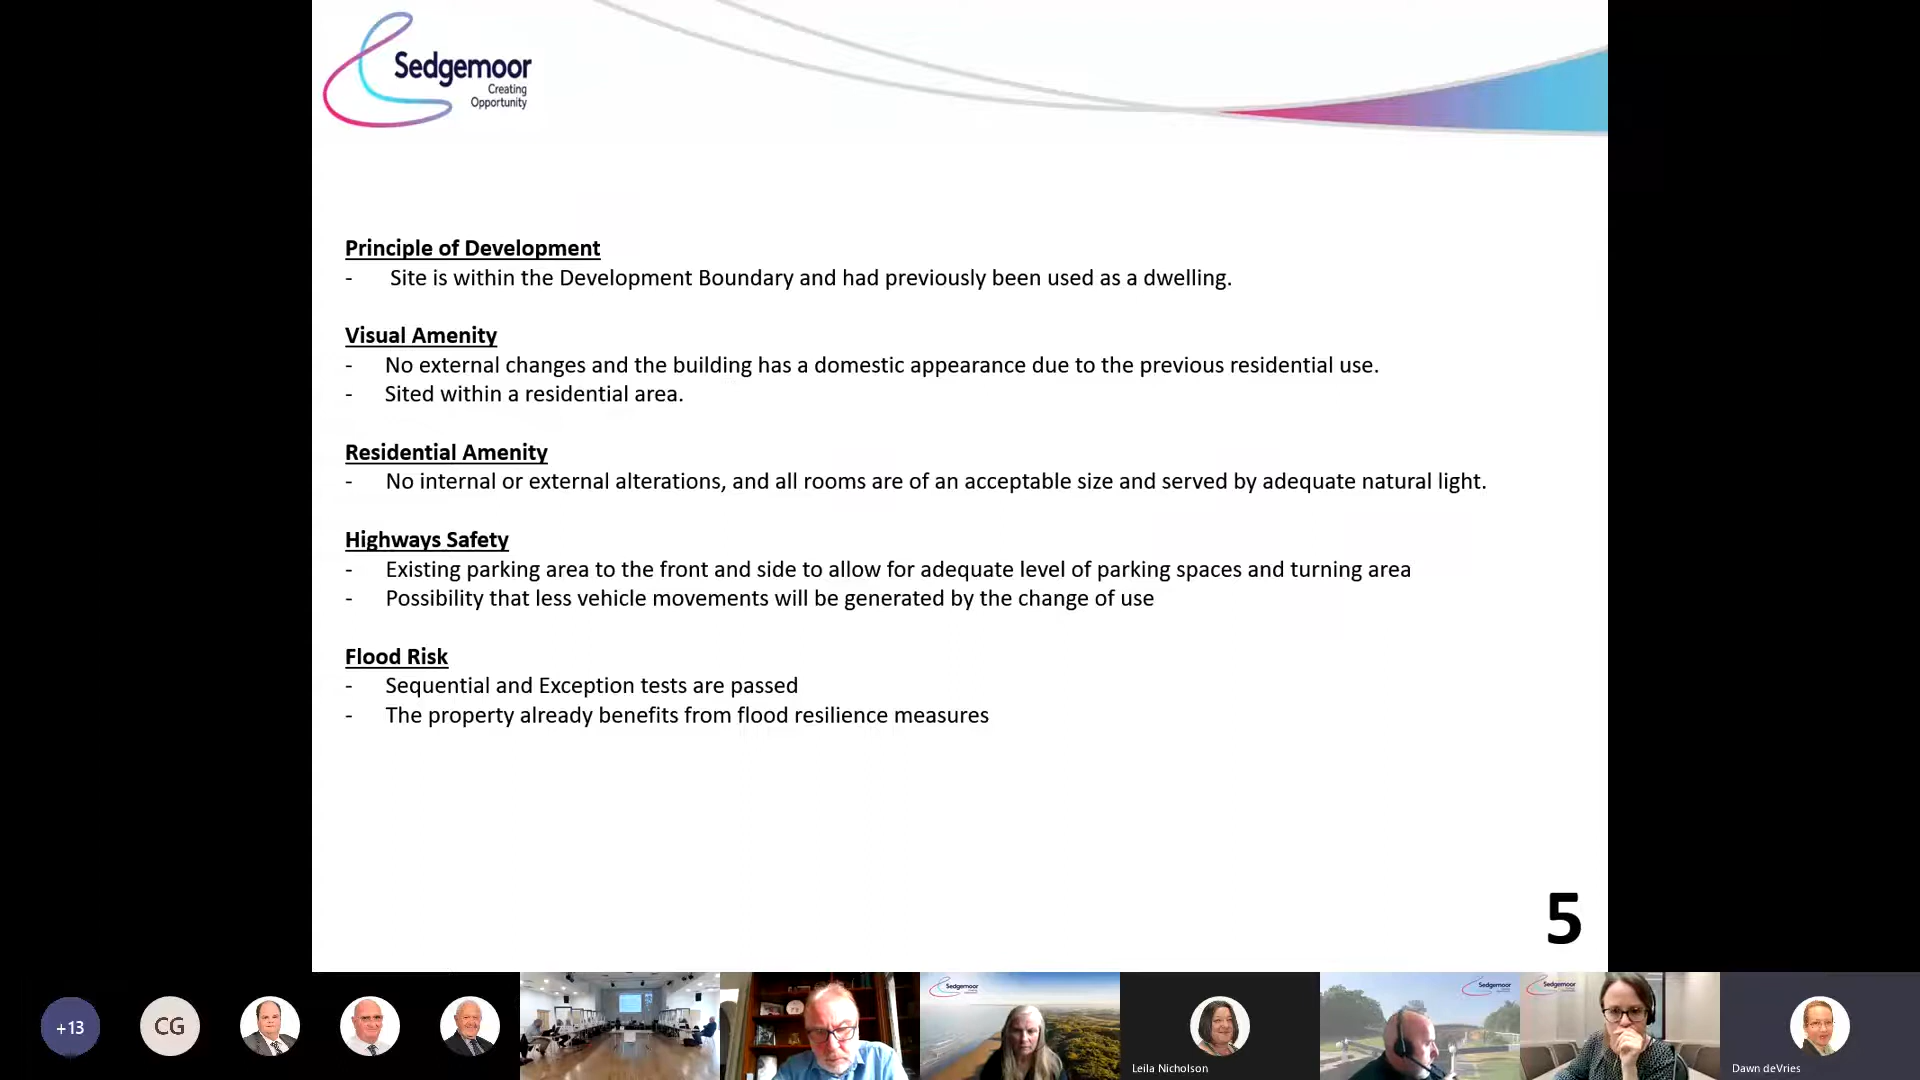 Sedgemoor
Creating
Opportunity
Principle of Development
- Site is within the Development Boundary and had previously been used as a dwelling.
Visual Amenity
- No external changes and the building has a domestic appearance due to the previous residential use.
- Sited within a residential area.
Residential Amenity
- No internal or external alterations, and all rooms are of an acceptable size and served by adequate natural light.
Highways Safety
- Existing parking area to the front and side to allow for adequate level of parking spaces and turning area
- Possibility that less vehicle movements will be generated by the change of use
Flood Risk
- Sequential and Exception tests are passed
- The property already benefits from flood resilience measures
5
+13
CG
Sedgemoor
Leila Nicholson
Sedgemoor
Sedgemoor
Dawn deVries